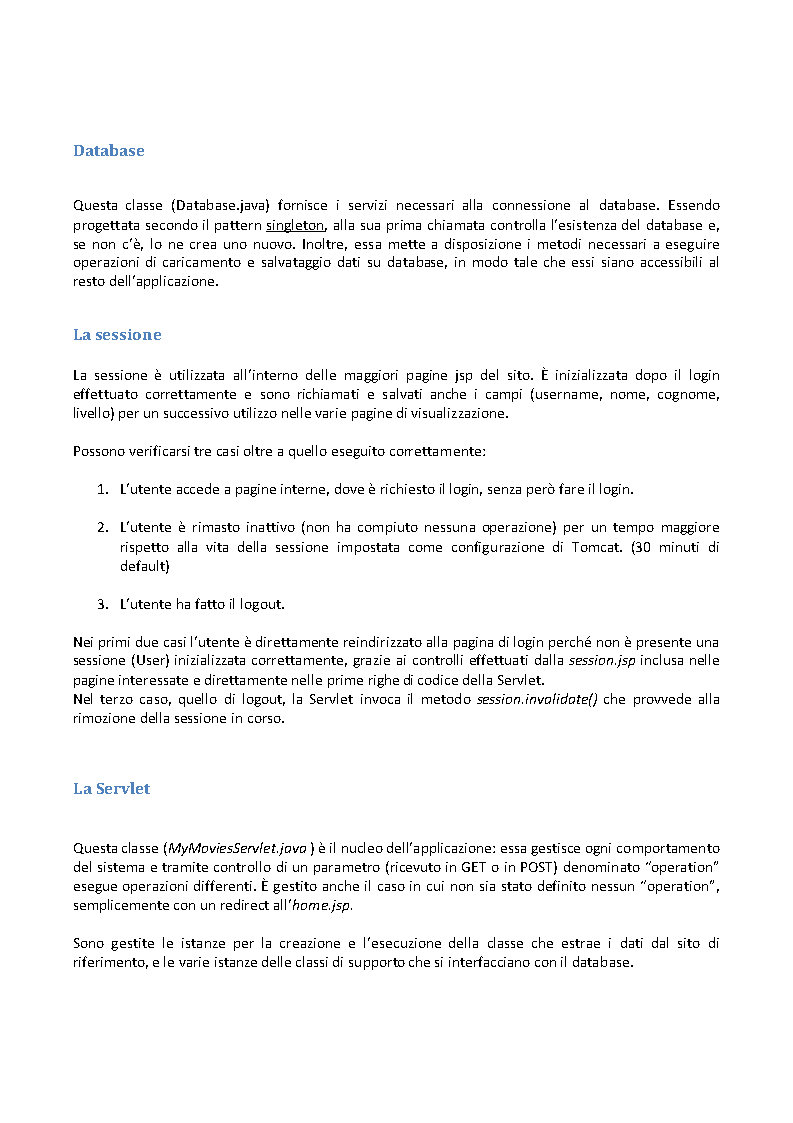 Database
Questa classe (Database.java) fornisce i servizi necessari alla connessione al database. Essendo
progettata secondo il pattern singleton, alla sua prima chiamata controlla l'esistenza del database e,
se non c'è, lo ne crea uno nuovo. Inoltre, essa mette a disposizione i metodi necessari a eseguire
operazioni di caricamento e salvataggio dati su database, in modo tale che essi siano accessibili al
resto dell'applicazione.
La sessione
La sessione è utilizzata all'interno delle maggiori pagine jsp del sito. È inizializzata dopo il login
effettuato correttamente e sono richiamati e salvati anche i campi (username, nome, cognome,
livello) per un successivo utilizzo nelle varie pagine di visualizzazione.
Possono verificarsi tre casi oltre a quello eseguito correttamente:
1. L'utente accede a pagine interne, dove è richiesto il login, senza però fare il login.
2. L'utente è rimasto inattivo (non ha compiuto nessuna operazione) per un tempo maggiore
rispetto alla vita della sessione impostata come configurazione di Tomcat. (30 minuti di
default)
3. L'utente ha fatto il logout.
Nei primi due casi l'utente è direttamente reindirizzato alla pagina di login perché non è presente una
sessione (User) inizializzata correttamente, grazie ai controlli effettuati dalla session.jsp inclusa nelle
pagine interessate e direttamente nelle prime righe di codice della Servlet.
Nel terzo caso, quello di logout, la Servlet invoca il metodo session.invalidate() che provvede alla
rimozione della sessione in corso.
La Servlet
Questa classe (MyMoviesServlet.java ) è il nucleo dell'applicazione: essa gestisce ogni comportamento
del sistema e tramite controllo di un parametro (ricevuto in GET o in POST) denominato “operation”
esegue operazioni differenti. È gestito anche il caso in cui non sia stato definito nessun “operation”,
semplicemente con un redirect all'home.jsp.
Sono gestite le istanze per la creazione e l'esecuzione della classe che estrae i dati dal sito di
riferimento, e le varie istanze delle classi di supporto che si interfacciano con il database.